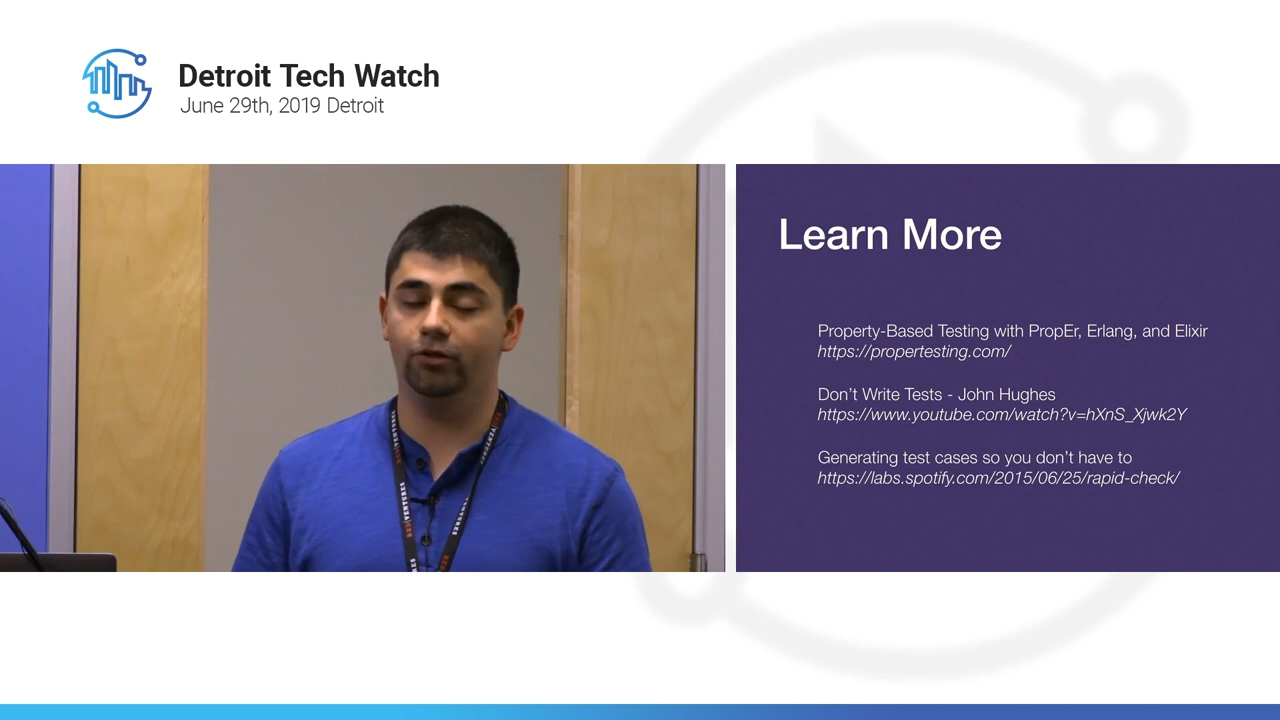 Detroit Tech Watch
June 29th, 2019 Detroit
Learn More
Property-Based Testing with PropEr, Erlang, and Elixir
https://propertesting.com/
Don’t Write Tests - John Hughes
https://www.youtube.com/watch?v=hXnS_Xjwk2Y
Generating test cases so you don’t have to
https://labs.spotify.com/2015/06/25/rapid-check/